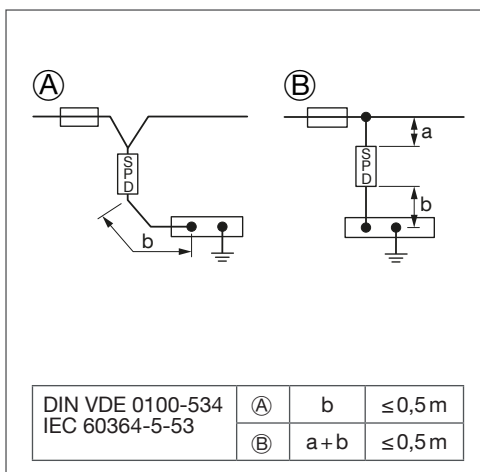 Ⓐ
Ⓑ
a
SPD
SPD
b
b
DIN VDE 0100-534
IEC 60364-5-53
Ⓐ b ≤0,5 m
Ⓑ a+b ≤0,5 m